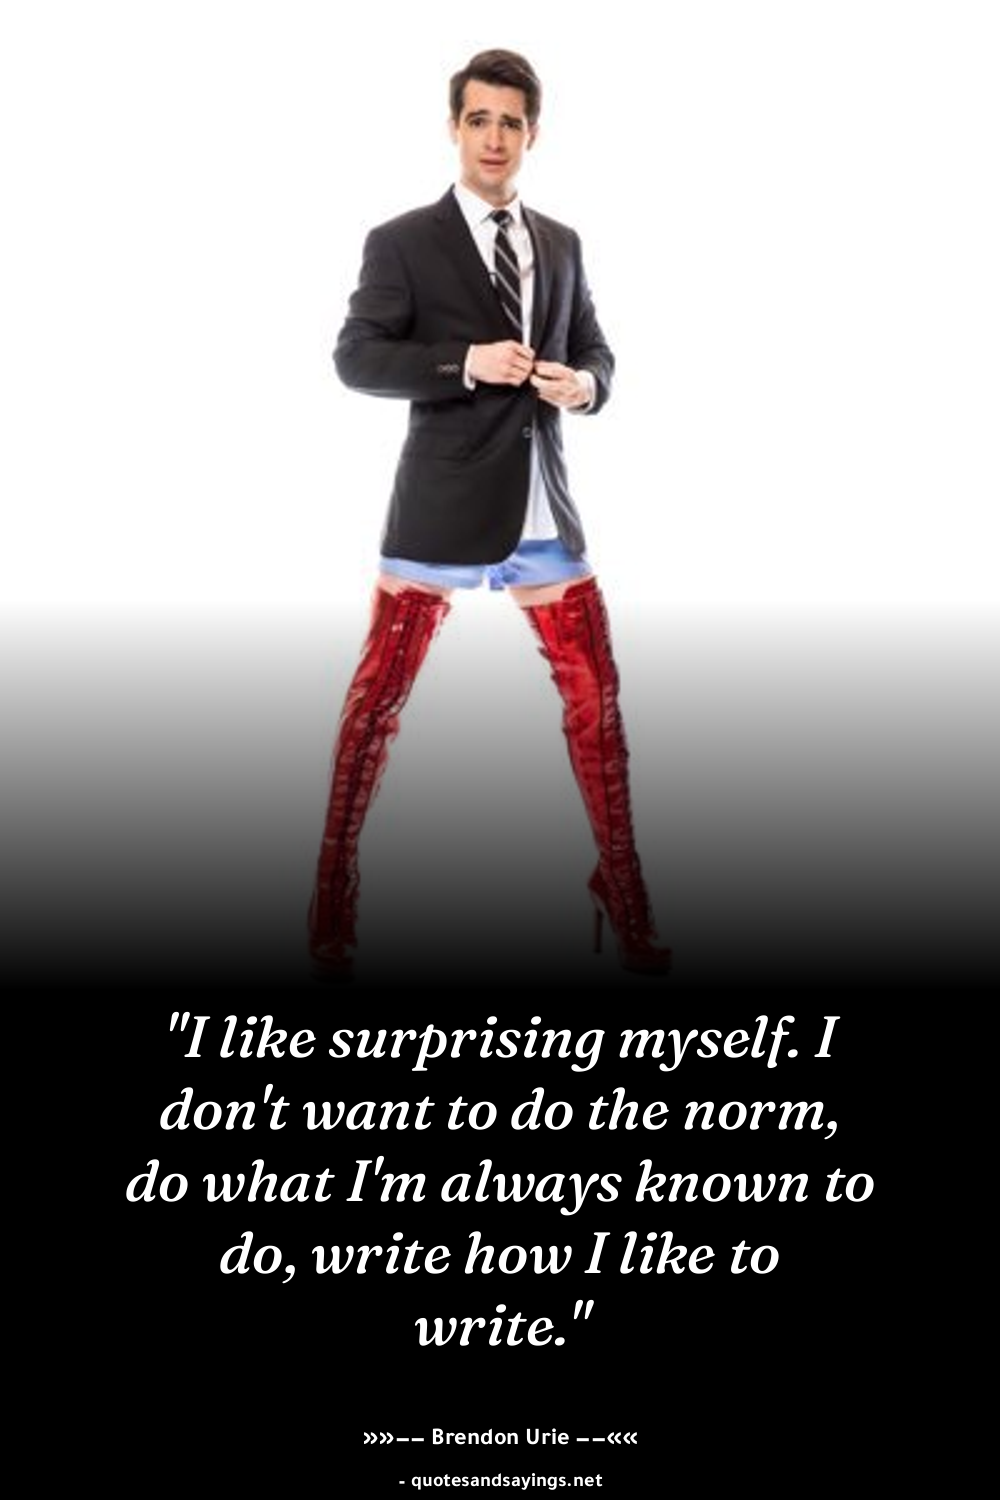 "I like surprising myself. I
don't want to do the norm,
do what I'm always known to
do, write how I like to
write."
»»−− Brendon Urie −−««
- quotesandsayings.net